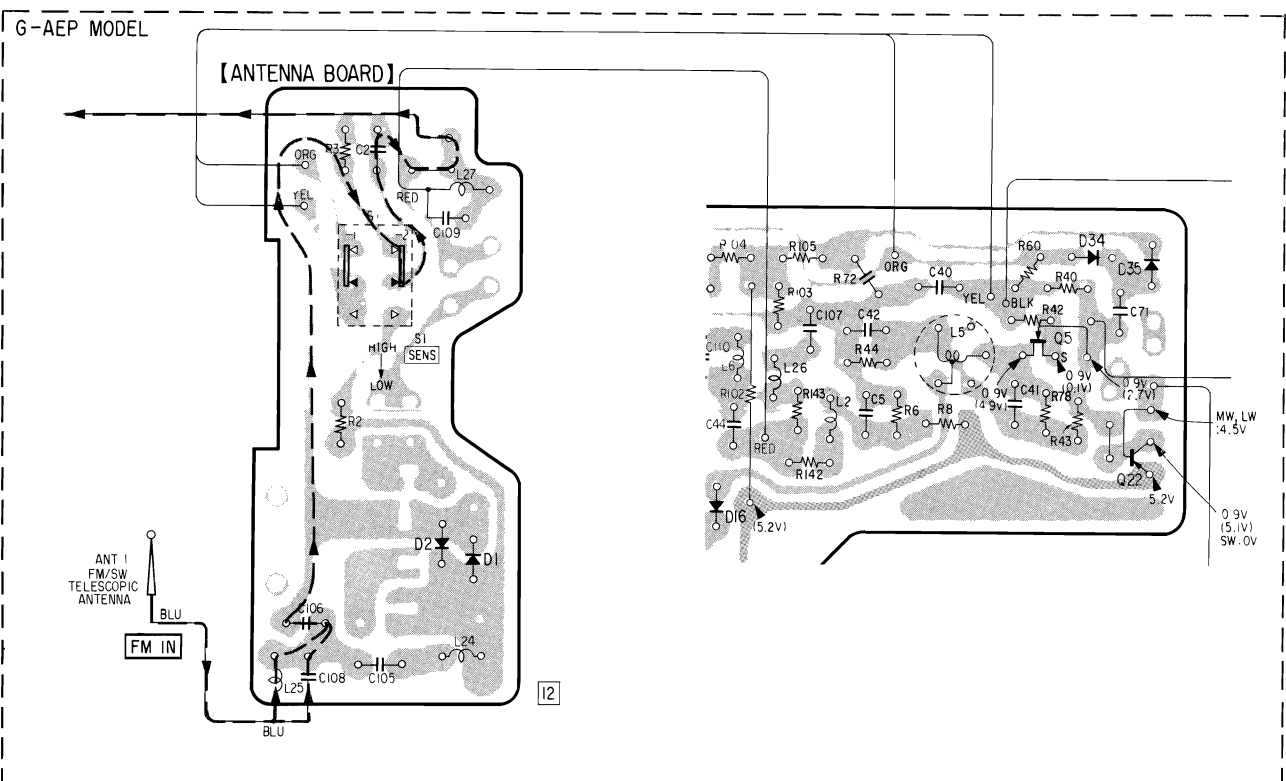 G-AEP MODEL
【ANTENNA BOARD】
ORG
YEL
R3
C2
RED
L27
C109
HIGH
LOW
S1
SENS
R2
D2
D1
ANT 1
FM/SW
TELESCOPIC
ANTENNA
BLU
FM IN
C106
L25
C108
C105
L24
BLU
12
R105
R72
ORG
C40
YEL
BLK
R60
D34
D35
R40
C71
R103
C107
C42
R44
L5
R42
Q5
S
L6
L26
R102
R143
L2
C5
R6
R8
C44
RED
R142
0.9V
(4.9V)
C41
0.9V
(0.1V)
R78
R43
0.9V
(2.7V)
MW, LW
:4.5V
Q22
5.2V
D16
(5.2V)
0.9V
(5.1V)
SW:0V